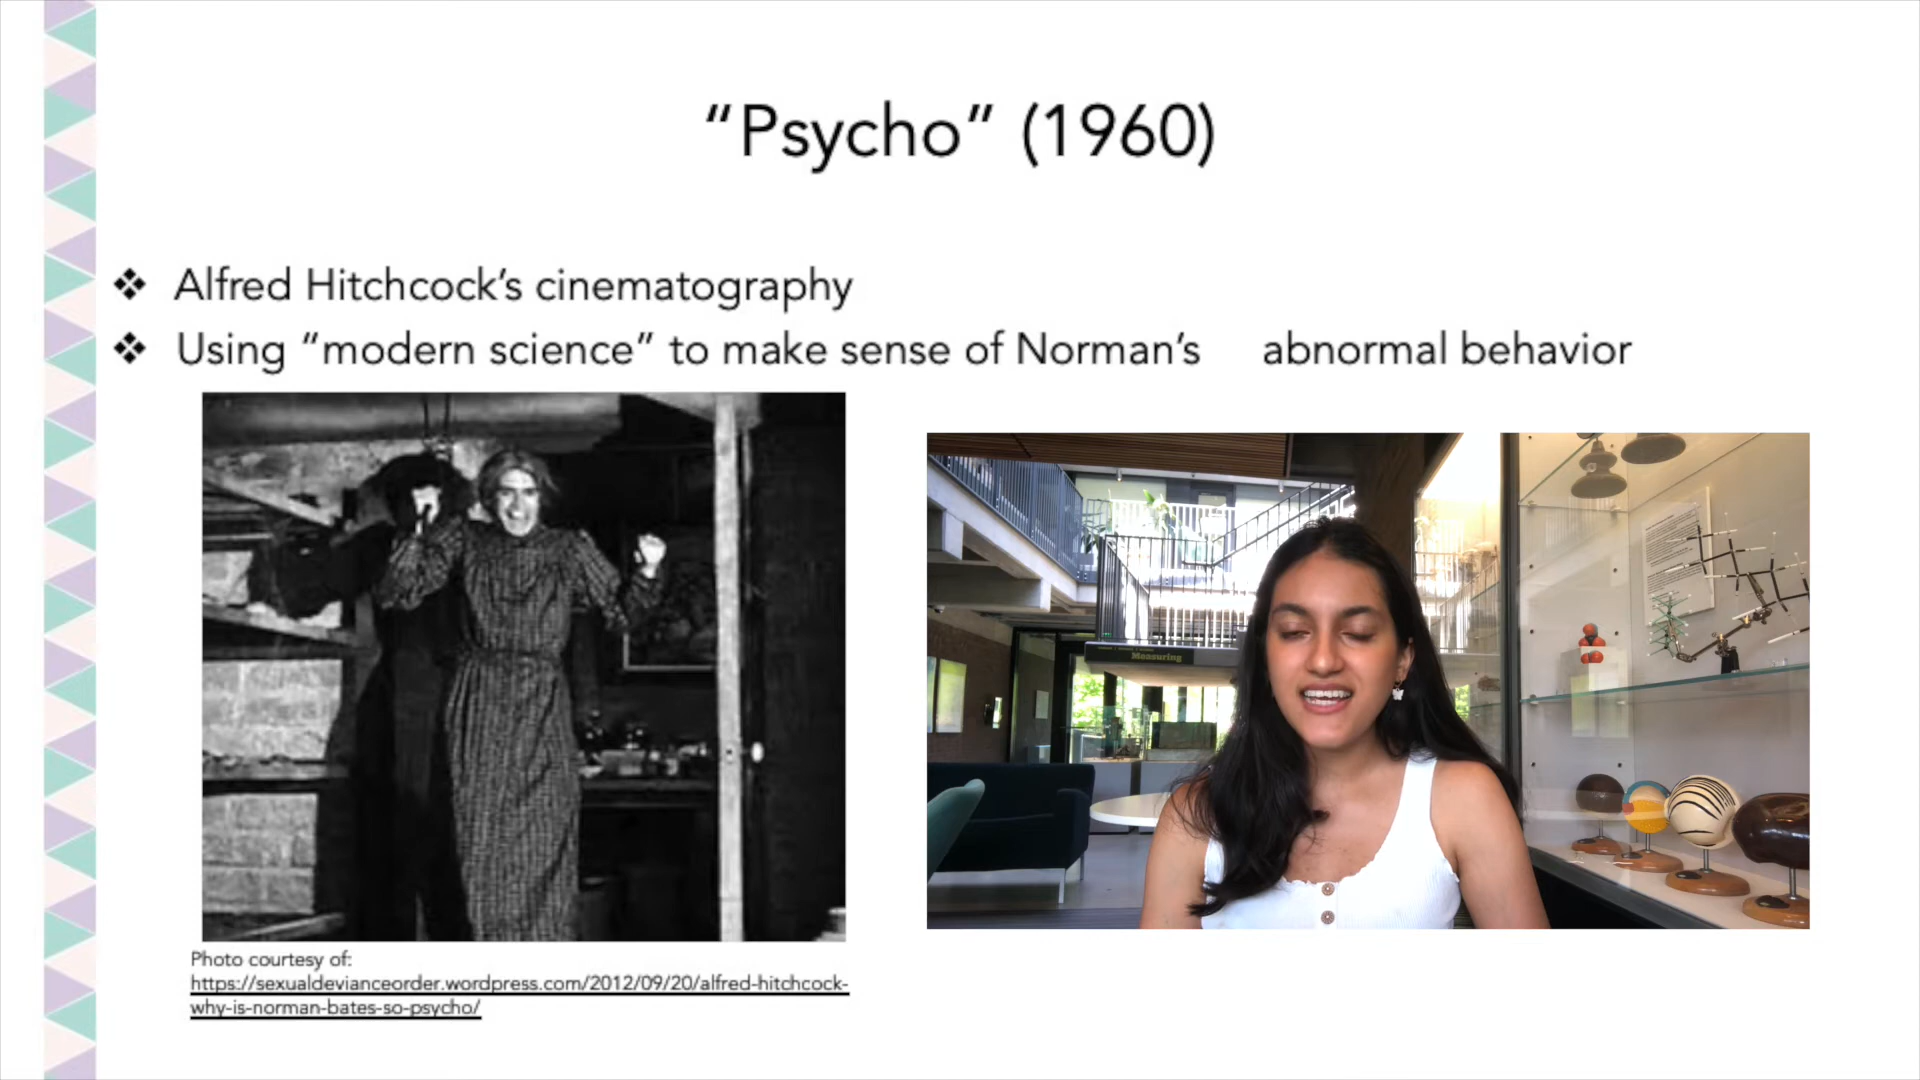 “Psycho” (1960)
❖ Alfred Hitchcock’s cinematography
❖ Using “modern science” to make sense of Norman’s abnormal behavior
Measuring
Photo courtesy of:
https://sexualdevianceorder.wordpress.com/2012/09/20/alfred-hitchcock-
why-is-norman-bates-so-psycho/